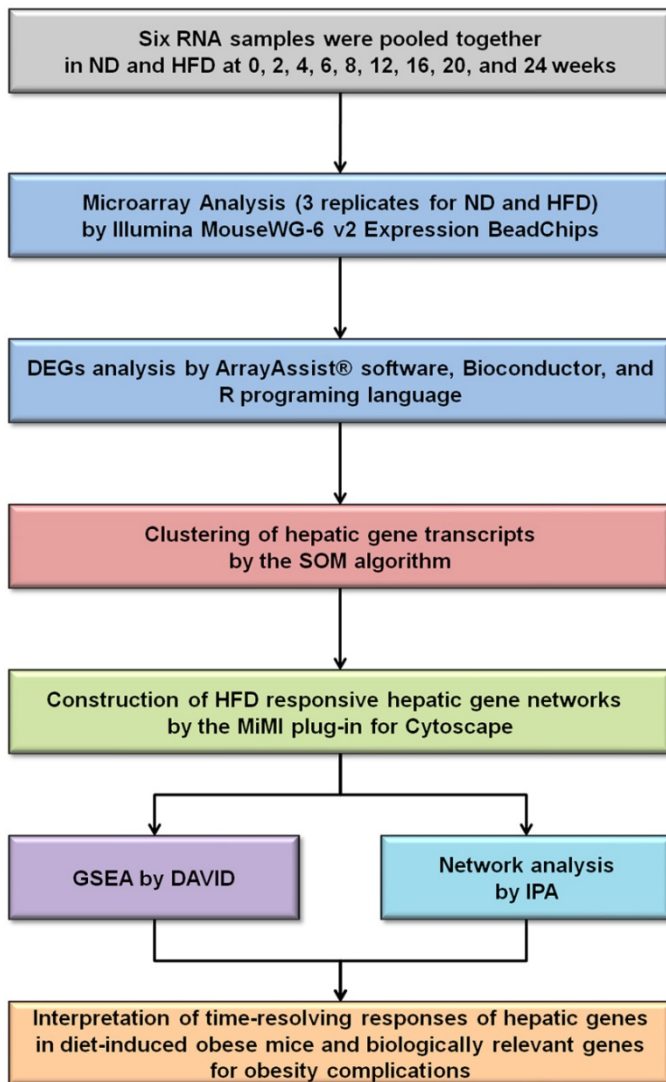 Six RNA samples were pooled together
in ND and HFD at 0, 2, 4, 6, 8, 12, 16, 20, and 24 weeks
Microarray Analysis (3 replicates for ND and HFD)
by Illumina MouseWG-6 v2 Expression BeadChips
DEGs analysis by ArrayAssist® software, Bioconductor, and
R programing language
Clustering of hepatic gene transcripts
by the SOM algorithm
Construction of HFD responsive hepatic gene networks
by the MiMI plug-in for Cytoscape
GSEA by DAVID
Network analysis
by IPA
Interpretation of time-resolving responses of hepatic genes
in diet-induced obese mice and biologically relevant genes
for obesity complications